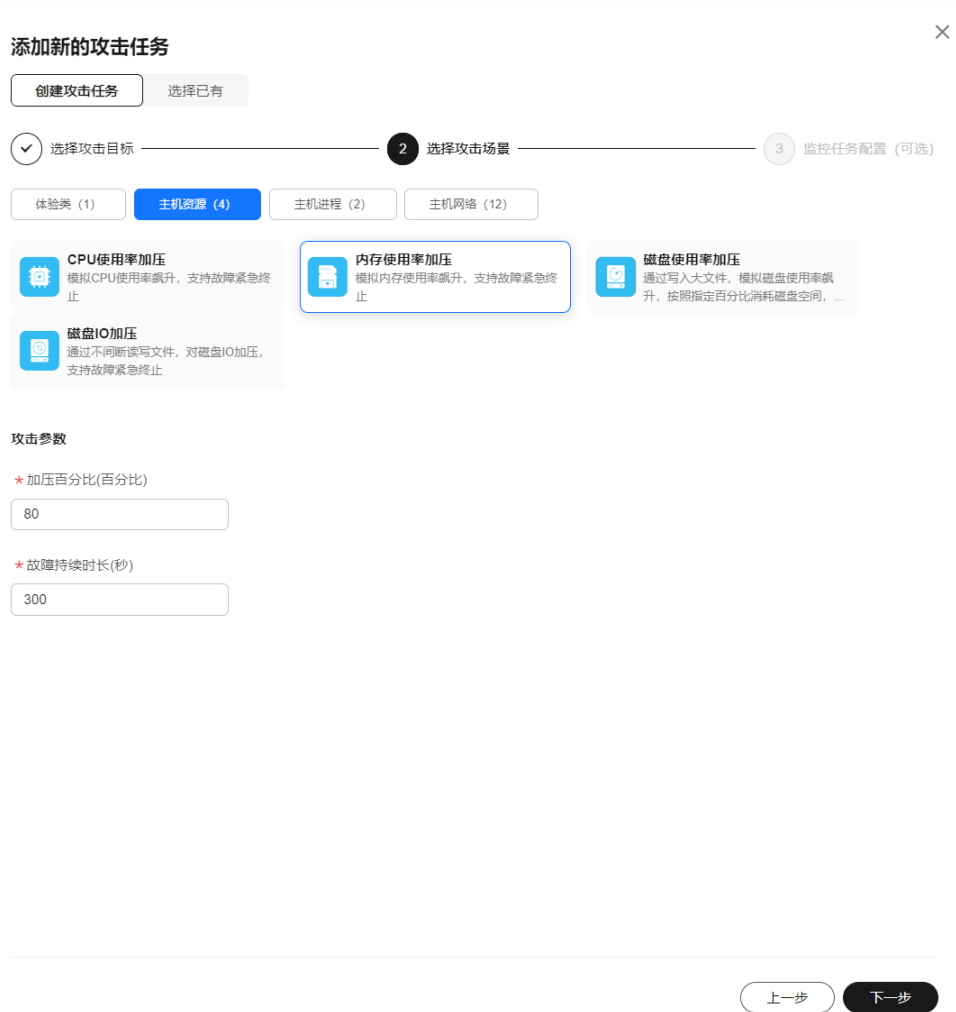 添加新的攻击任务
创建攻击任务 选择已有
选择攻击目标 2 选择攻击场景 3 监控任务配置（可选）
体验类（1） 主机资源（4） 主机进程（2） 主机网络（12）
CPU使用率加压
模拟CPU使用率飙升，支持故障紧急终
止
内存使用率加压
模拟内存使用率飙升，支持故障紧急终
止
磁盘使用率加压
通过写入大文件，模拟磁盘使用率飙
升，按照指定百分比消耗磁盘空间，...
磁盘IO加压
通过不间断读写文件，对磁盘IO加压，
支持故障紧急终止
攻击参数
*加压百分比(百分比)
80
*故障持续时长(秒)
300
上一步 下一步